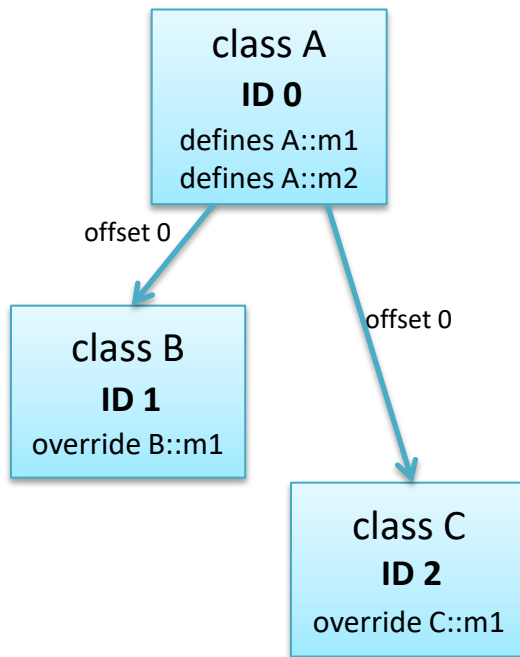 class A
ID 0
defines A::m1
defines A::m2
offset 0
class B
ID 1
override B::m1
offset 0
class C
ID 2
override C::m1